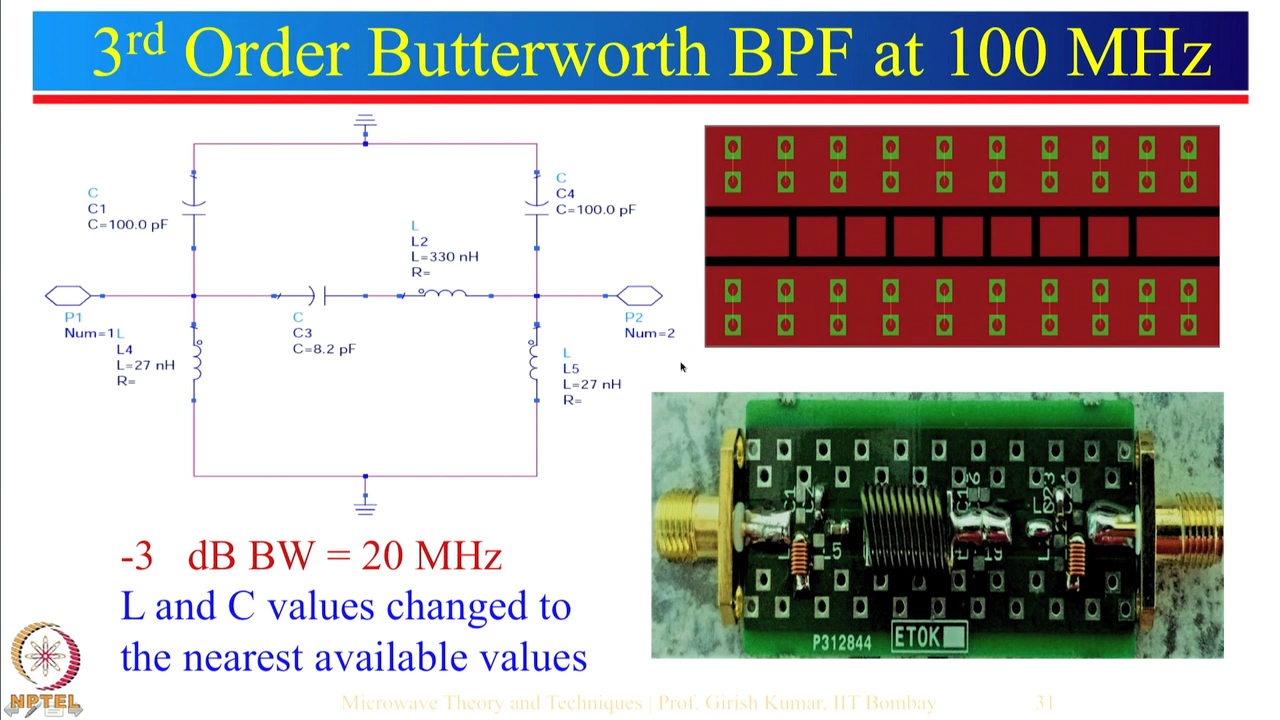 3rd Order Butterworth BPF at 100 MHz
C
C1
C=100.0 pF
C
C4
C=100.0 pF
L
L2
L=330 nH
R=
P1
Num=1
L
L4
L=27 nH
R=
C
C3
C=8.2 pF
P2
Num=2
L
L5
L=27 nH
R=
-3 dB BW = 20 MHz
L and C values changed to
the nearest available values
C1
L5
19
P312844
ETOK
NPTEL
Microwave Theory and Techniques | Prof. Girish Kumar, IIT Bombay
31